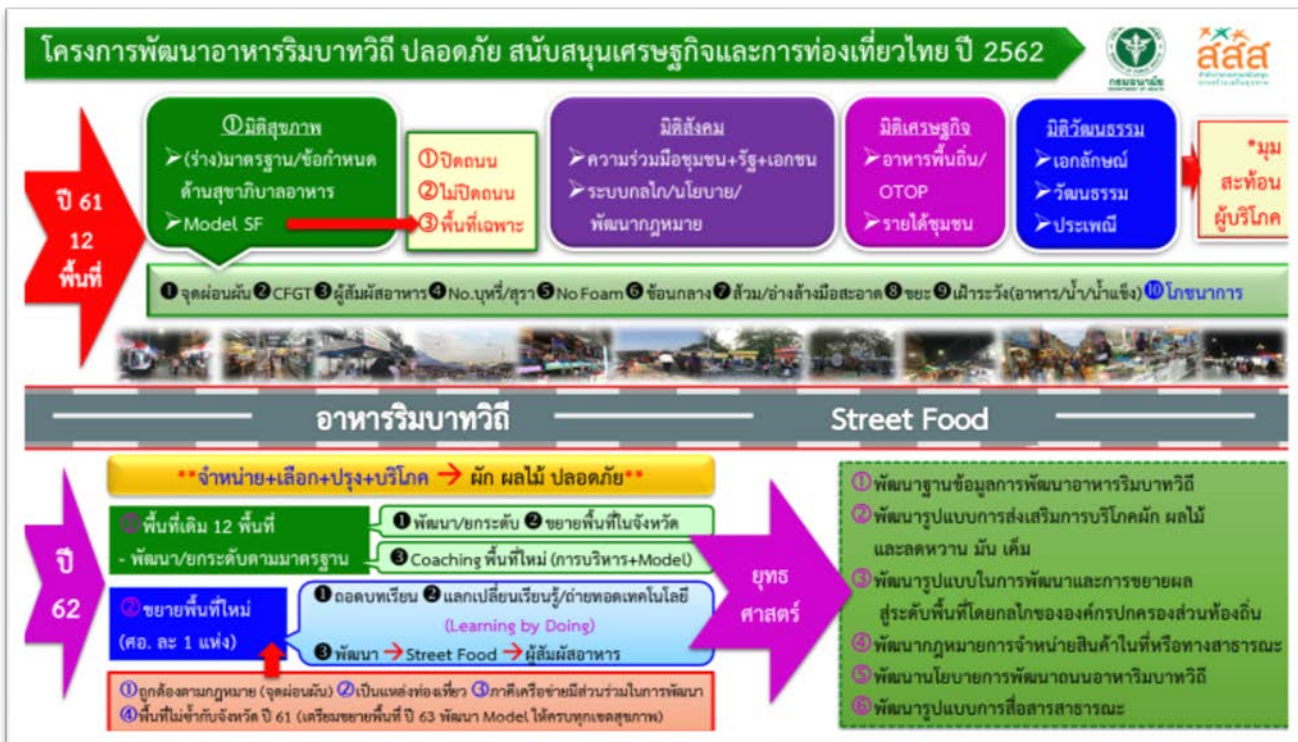 โครงการพัฒนาอาหารริมบาทวิถี ปลอดภัย สนับสนุนเศรษฐกิจและการท่องเที่ยวไทย ปี 2562
กรมอนามัย
สสส
ปี 61
12
พื้นที่
①มิติสุขภาพ
➢(ร่าง)มาตรฐาน/ข้อกำหนด
ด้านสุขาภิบาลอาหาร
➢Model SF
①ปิดถนน
②ไม่ปิดถนน
③พื้นที่เฉพาะ
มิติสังคม
➢ความร่วมมือชุมชน+รัฐ+เอกชน
➢ระบบกลไก/นโยบาย/
พัฒนากฎหมาย
มิติเศรษฐกิจ
➢อาหารพื้นถิ่น/
OTOP
➢รายได้ชุมชน
มิติวัฒนธรรม
➢เอกลักษณ์
➢วัฒนธรรม
➢ประเพณี
*มุม
สะท้อน
ผู้บริโภค
❶จุดผ่อนผัน❷CFGT❸ผู้สัมผัสอาหาร❹No.บุหรี่/สุรา❺No Foam❻ช้อนกลาง❼ส้วม/อ่างล้างมือสะอาด❽ขยะ❾เฝ้าระวัง(อาหาร/น้ำ/น้ำแข็ง)❿โภชนาการ
อาหารริมบาทวิถี Street Food
ปี
62
**จำหน่าย+เลือก+ปรุง+บริโภค → ผัก ผลไม้ ปลอดภัย**
①พื้นที่เดิม 12 พื้นที่
- พัฒนา/ยกระดับตามมาตรฐาน
❶พัฒนา/ยกระดับ ❷ขยายพื้นที่ในจังหวัด
❸Coaching พื้นที่ใหม่ (การบริหาร+Model)
②ขยายพื้นที่ใหม่
(ศอ. ละ 1 แห่ง)
❶ถอดบทเรียน ❷แลกเปลี่ยนเรียนรู้/ถ่ายทอดเทคโนโลยี
(Learning by Doing)
❸พัฒนา →Street Food →ผู้สัมผัสอาหาร
①ถูกต้องตามกฎหมาย (จุดผ่อนผัน) ②เป็นแหล่งท่องเที่ยว ③ภาคีเครือข่ายมีส่วนร่วมในการพัฒนา
④พื้นที่ไม่ซ้ำกับจังหวัด ปี 61 (เตรียมขยายพื้นที่ ปี 63 พัฒนา Model ให้ครบทุกเขตสุขภาพ)
ยุทธ
ศาสตร์
①พัฒนาฐานข้อมูลการพัฒนาอาหารริมบาทวิถี
②พัฒนารูปแบบการส่งเสริมการบริโภคผัก ผลไม้
และลดหวาน มัน เค็ม
③พัฒนารูปแบบในการพัฒนาและการขยายผล
สู่ระดับพื้นที่โดยกลไกขององค์กรปกครองส่วนท้องถิ่น
④พัฒนากฎหมายการจำหน่ายสินค้าในที่หรือทางสาธารณะ
⑤พัฒนานโยบายการพัฒนาถนนอาหาริมบาทวิถี
⑥พัฒนารูปแบบการสื่อสารสาธารณะ